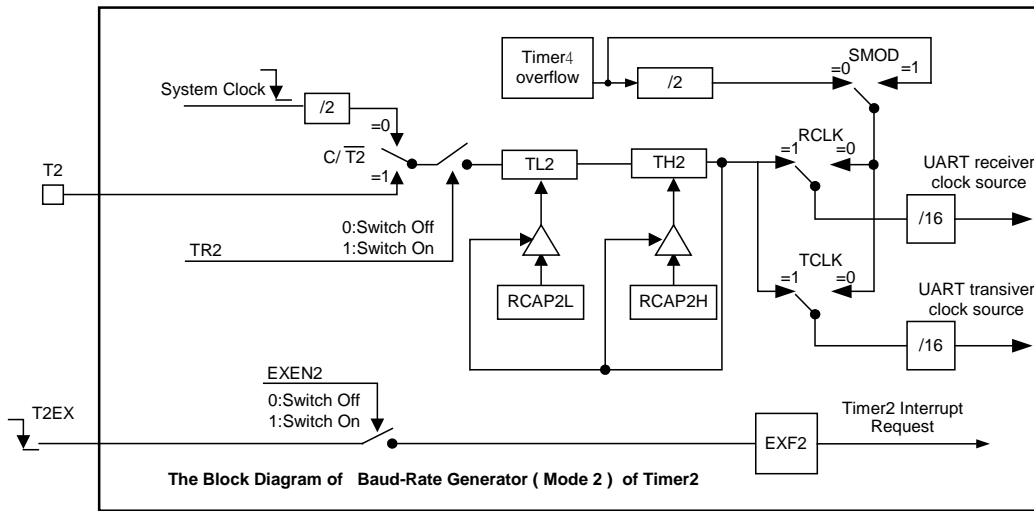 Timer4
overflow
SMOD
=0
=1
/2
System Clock
/2
=0
C/ T2
=1
T2
TL2
TH2
RCLK
=1
=0
UART receiver
clock source
/16
0:Switch Off
1:Switch On
TR2
RCAP2L
RCAP2H
TCLK
=1
=0
UART transiver
clock source
/16
EXEN2
0:Switch Off
1:Switch On
T2EX
EXF2
Timer2 Interrupt
Request
The Block Diagram of Baud-Rate Generator ( Mode 2 ) of Timer2